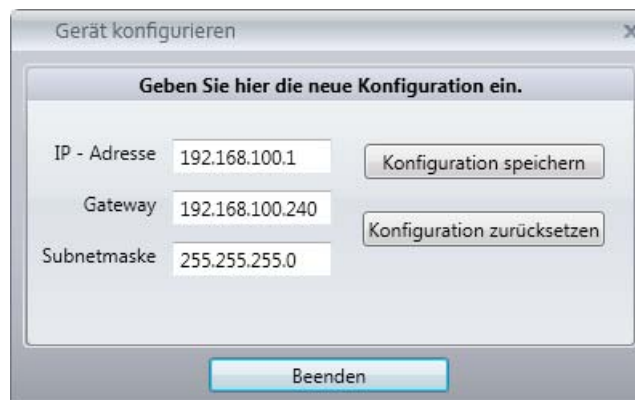 Gerät konfigurieren
Geben Sie hier die neue Konfiguration ein.
IP - Adresse 192.168.100.1 Konfiguration speichern
Gateway 192.168.100.240 Konfiguration zurücksetzen
Subnetmaske 255.255.255.0
Beenden